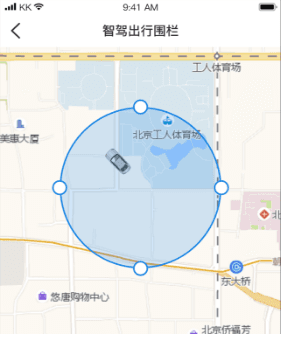 KK 9:41 AM
智驾出行围栏
工人体育场
美惠大厦
北京工人体育场
北
东大桥
悠唐购物中心
北京侨福芳